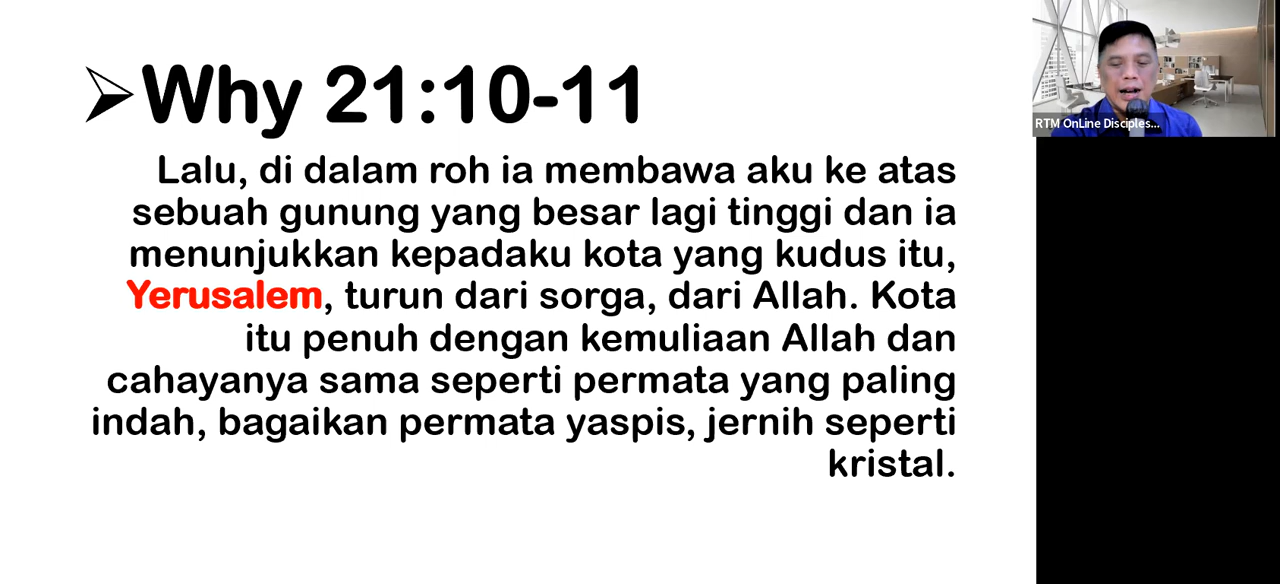 Why 21:10-11
Lalu, di dalam roh ia membawa aku ke atas
sebuah gunung yang besar lagi tinggi dan ia
menunjukkan kepadaku kota yang kudus itu,
Yerusalem, turun dari sorga, dari Allah. Kota
itu penuh dengan kemuliaan Allah dan
cahayanya sama seperti permata yang paling
indah, bagaikan permata yaspis, jernih seperti
kristal.
RTM OnLine Disciples...